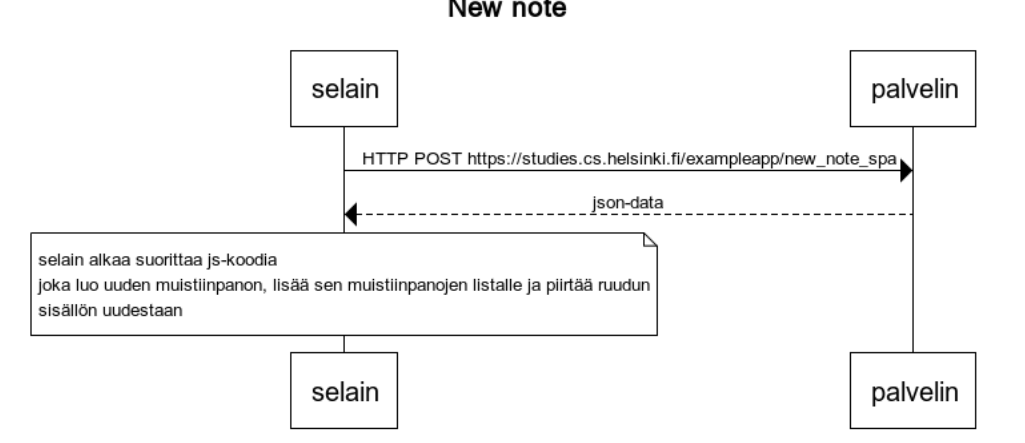 New note
selain
palvelin
HTTP POST https://studies.cs.helsinki.fi/exampleapp/new_note_spa
json-data
selain alkaa suorittaa js-koodia
joka luo uuden muistiinpanon, lisää sen muistiinpanojen listalle ja piirtää ruudun
sisällön uudestaan
selain
palvelin